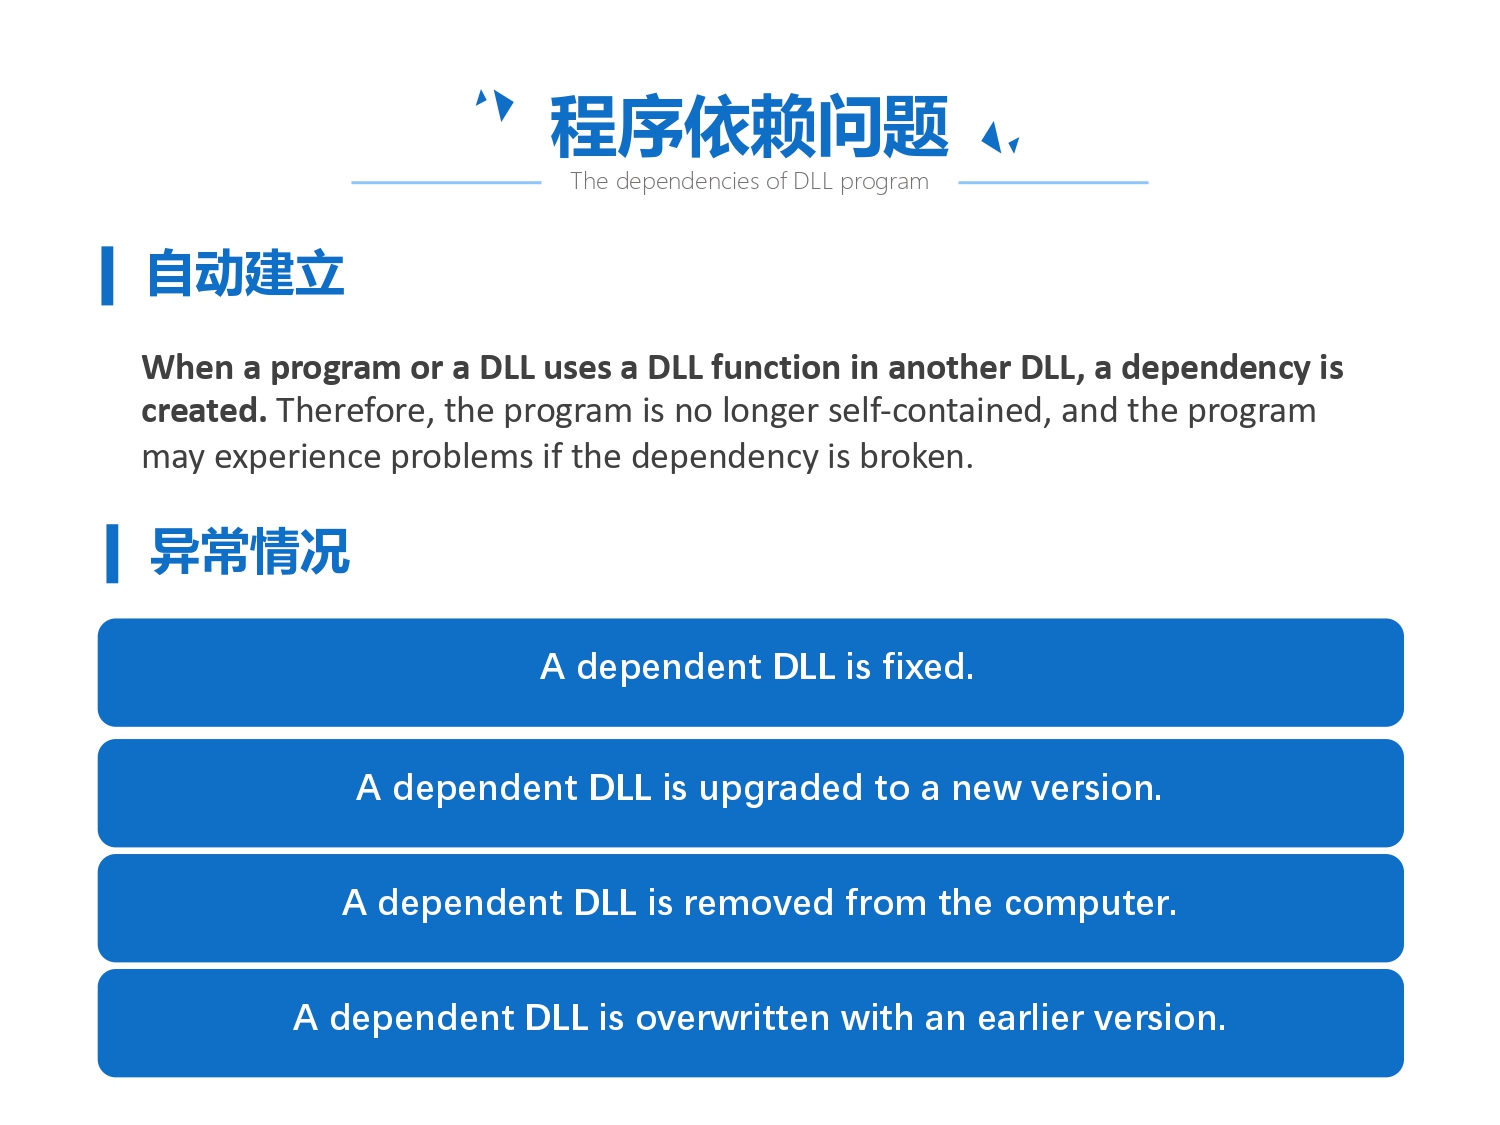 程序依赖问题
The dependencies of DLL program
自动建立
When a program or a DLL uses a DLL function in another DLL, a dependency is
created. Therefore, the program is no longer self-contained, and the program
may experience problems if the dependency is broken.
异常情况
A dependent DLL is fixed.
A dependent DLL is upgraded to a new version.
A dependent DLL is removed from the computer.
A dependent DLL is overwritten with an earlier version.